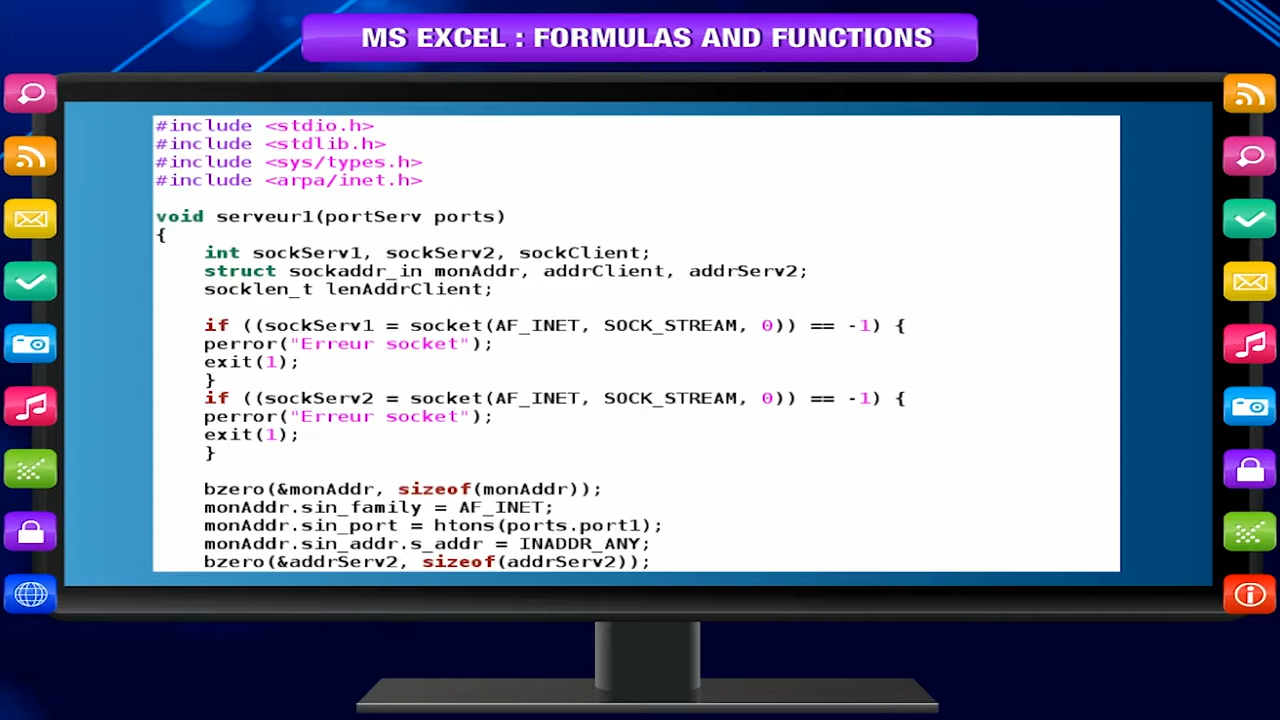 MS EXCEL : FORMULAS AND FUNCTIONS
#include <stdio.h>
#include <stdlib.h>
#include <sys/types.h>
#include <arpa/inet.h>
void serveur1(portServ ports)
{
int sockServ1, sockServ2, sockClient;
struct sockaddr_in monAddr, addrClient, addrServ2;
socklen_t lenAddrClient;
if ((sockServ1 = socket(AF_INET, SOCK_STREAM, 0)) == -1) {
perror("Erreur socket");
exit(1);
}
if ((sockServ2 = socket(AF_INET, SOCK_STREAM, 0)) == -1) {
perror("Erreur socket");
exit(1);
}
bzero(&monAddr, sizeof(monAddr));
monAddr.sin_family = AF_INET;
monAddr.sin_port = htons(ports.port1);
monAddr.sin_addr.s_addr = INADDR_ANY;
bzero(&addrServ2, sizeof(addrServ2));